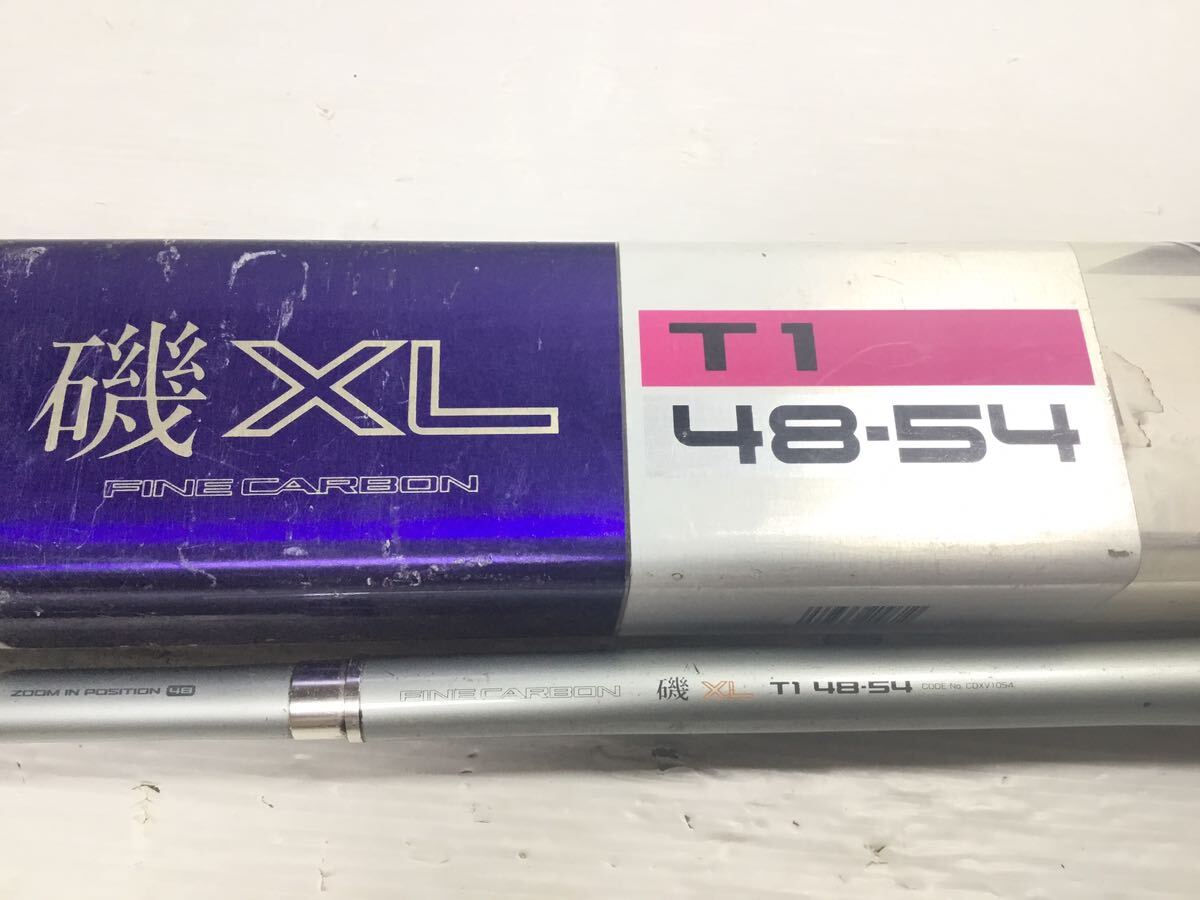 磯 XL
FINE CARBON
T1
48-54
ZOOM IN POSITION 48
FINE CARBON 磯 XL T1 48-54 CODE No. CDXV1054